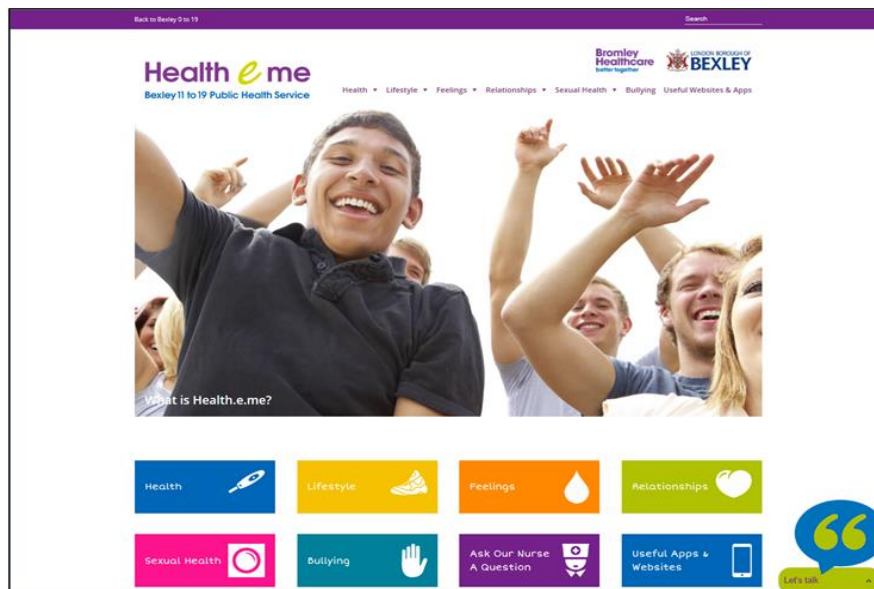 Back to Bexley 0 to 19
Search
Health e me
Bexley 11 to 19 Public Health Service
Bromley
Healthcare
better together
LONDON BOROUGH OF
BEXLEY
Health Lifestyle Feelings Relationships Sexual Health Bullying Useful Websites & Apps
What is Health.e.me?
Health
Lifestyle
Feelings
Relationships
Sexual Health
Bullying
Ask Our Nurse
A Question
Useful Apps &
Websites
Let's talk